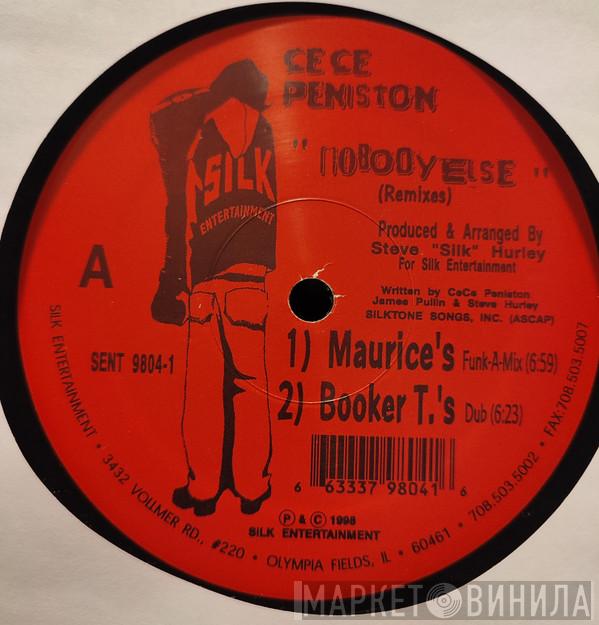 CE CE
PENISTON
"NOBODY ELSE"
(Remixes)
Produced & Arranged By
Steve "Silk" Hurley
For Silk Entertainment
Written by CeCe Peniston,
James Pullin & Steve Hurley
SILKTONE SONGS, INC. (ASCAP)
SILK
ENTERTAINMENT
A
SENT 9804-1
1) Maurice's Funk-A-Mix (6:59)
2) Booker T.'s Dub (6:23)
6 63337 98041 6
℗ & © 1998
SILK ENTERTAINMENT
SILK ENTERTAINMENT • 3432 VOLLMER RD., #220 • OLYMPIA FIELDS, IL • 60461 • 708.503.5002 • FAX:708.503.5007
МАРКЕТ ВИНИЛА